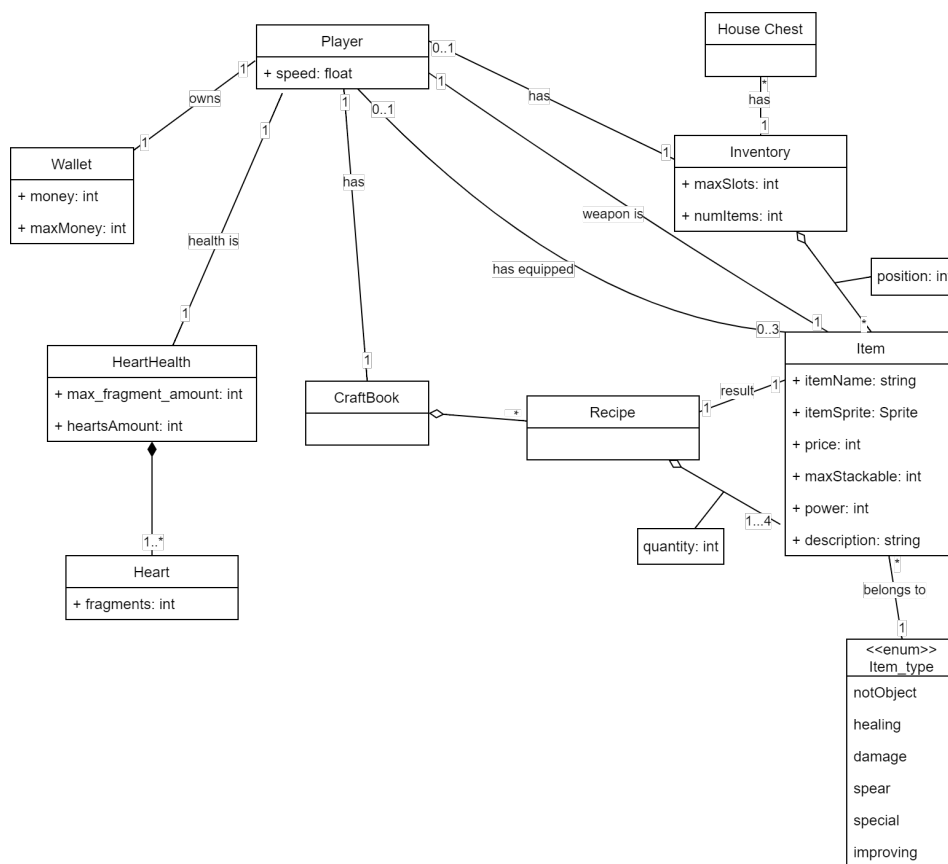 Player
+ speed: float
House Chest
0..1
1
1
1
0..1
*
has
1
has
owns
1
1
Wallet
+ money: int
+ maxMoney: int
Inventory
+ maxSlots: int
+ numItems: int
1
has
weapon is
health is
has equipped
position: in
1
1
0..3
1
*
HeartHealth
+ max_fragment_amount: int
+ heartsAmount: int
1
CraftBook
*
Recipe
1
result
1
Item
+ itemName: string
+ itemSprite: Sprite
+ price: int
+ maxStackable: int
+ power: int
+ description: string
1...4
quantity: int
1..*
Heart
+ fragments: int
*
belongs to
1
<<enum>>
Item_type
notObject
healing
damage
spear
special
improving